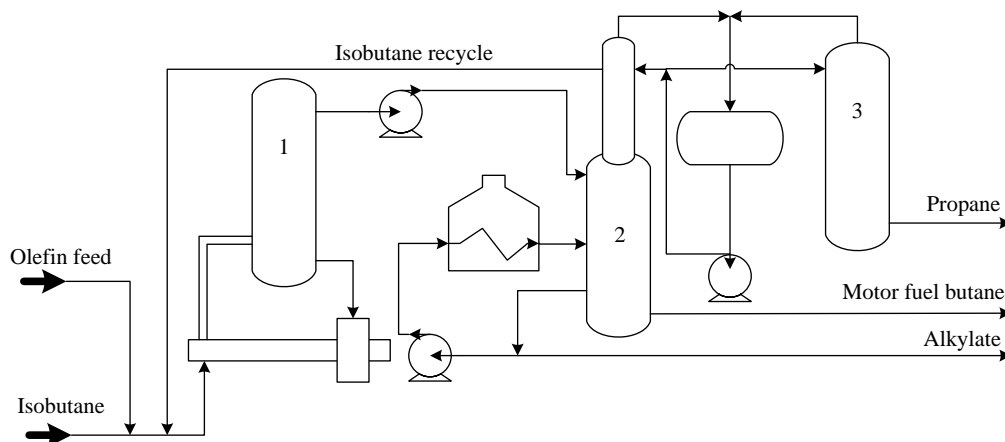 Isobutane recycle
1
2
3
Propane
Olefin feed
Motor fuel butane
Alkylate
Isobutane